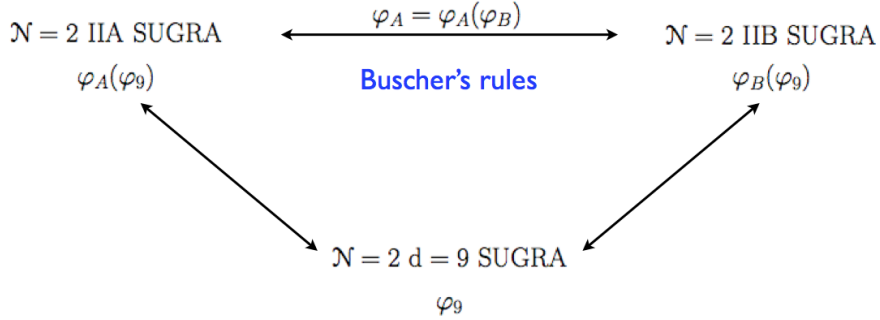 φ_A = φ_A(φ_B)
𝒩 = 2 IIA SUGRA
𝒩 = 2 IIB SUGRA
φ_A(φ_9)
Buscher's rules
φ_B(φ_9)
𝒩 = 2 d = 9 SUGRA
φ_9